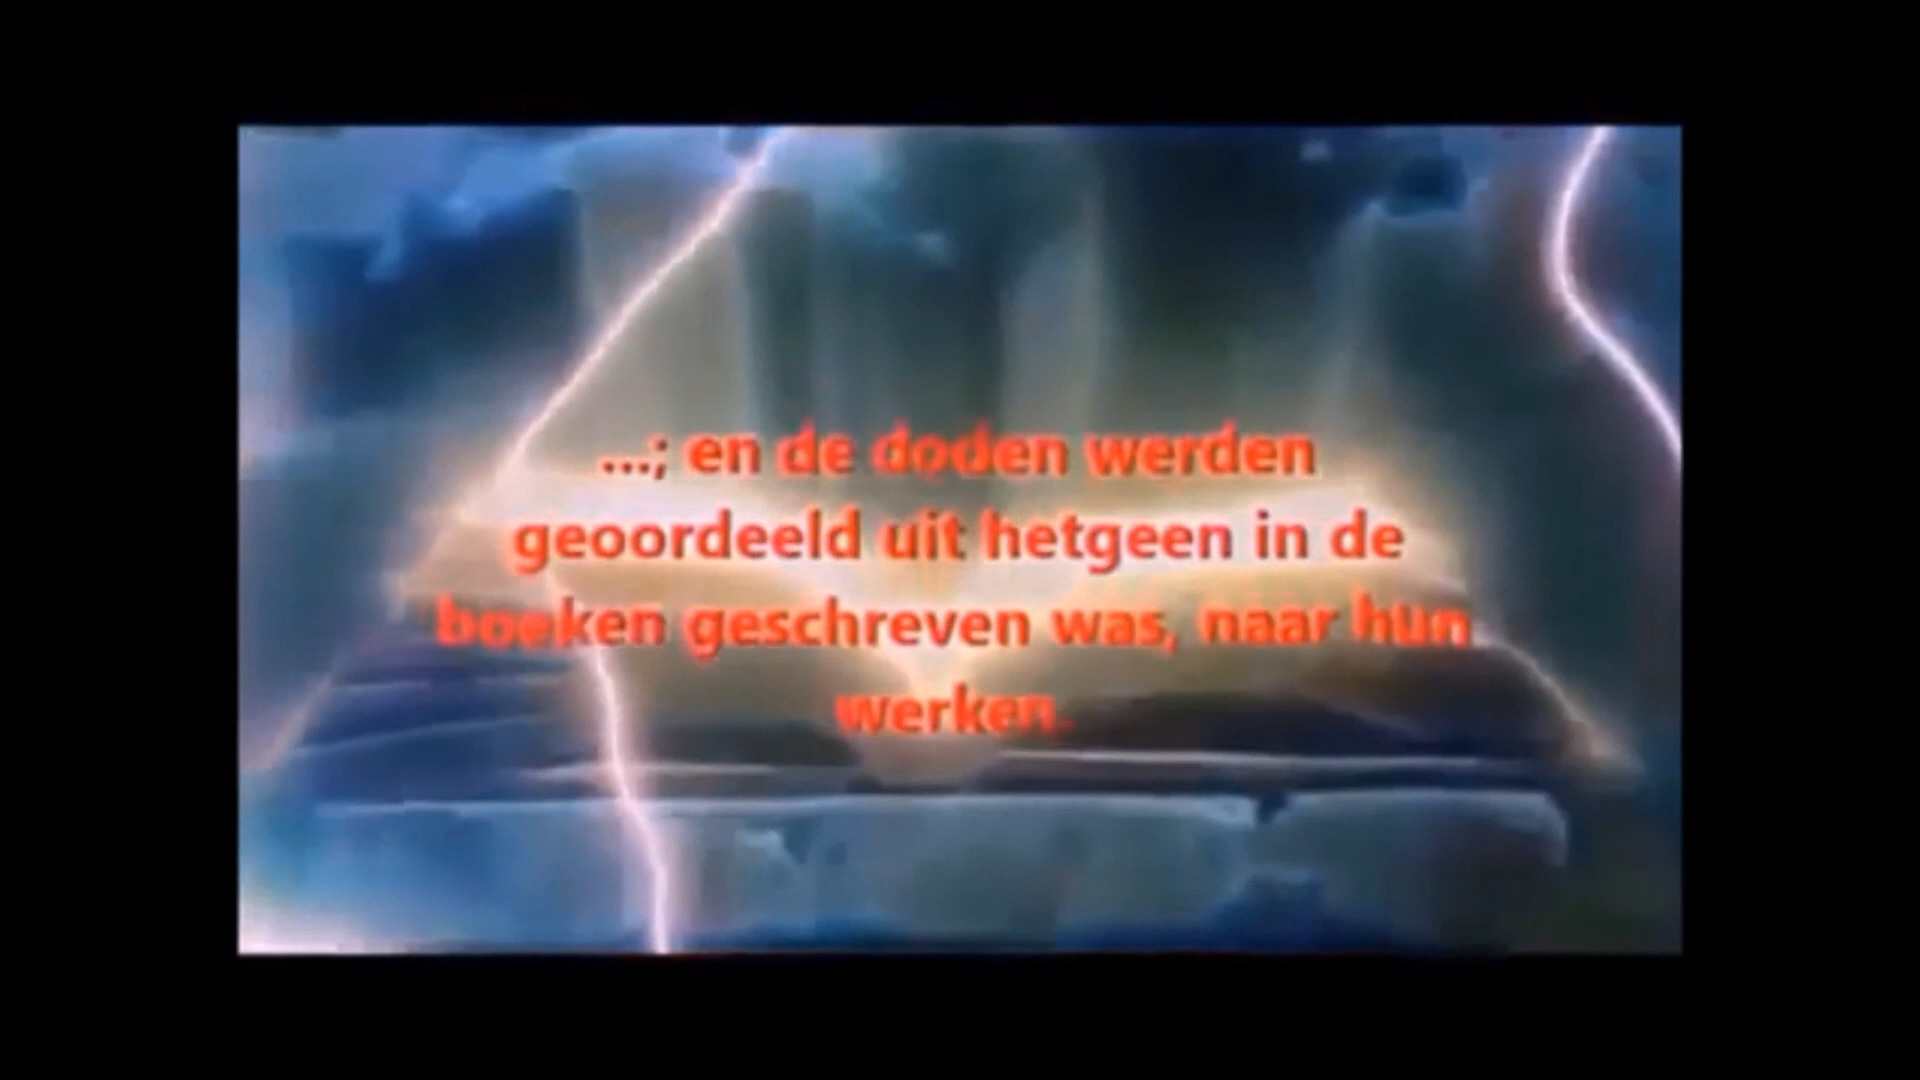 ...; en de doden werden
geoordeeld uit hetgeen in de
boeken geschreven was, naar hun
werken.